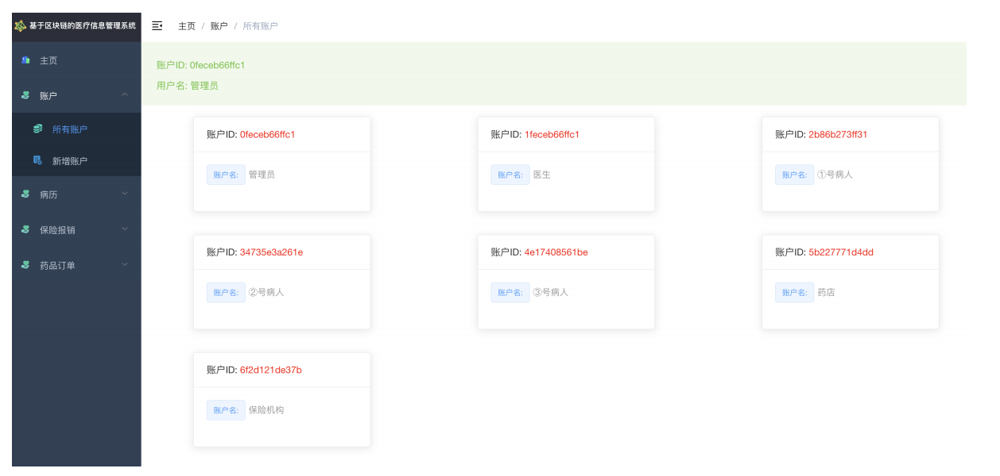 基于区块链的医疗信息管理系统
主页 / 账户 / 所有账户
主页
账户
所有账户
新增账户
病历
保险报销
药品订单
账户ID: 0feceb66ffc1
用户名: 管理员
账户ID: 0feceb66ffc1
账户名: 管理员
账户ID: 1feceb66ffc1
账户名: 医生
账户ID: 2b86b273ff31
账户名: ①号病人
账户ID: 34735e3a261e
账户名: ②号病人
账户ID: 4e17408561be
账户名: ③号病人
账户ID: 5b227771d4dd
账户名: 药店
账户ID: 6f2d121de37b
账户名: 保险机构